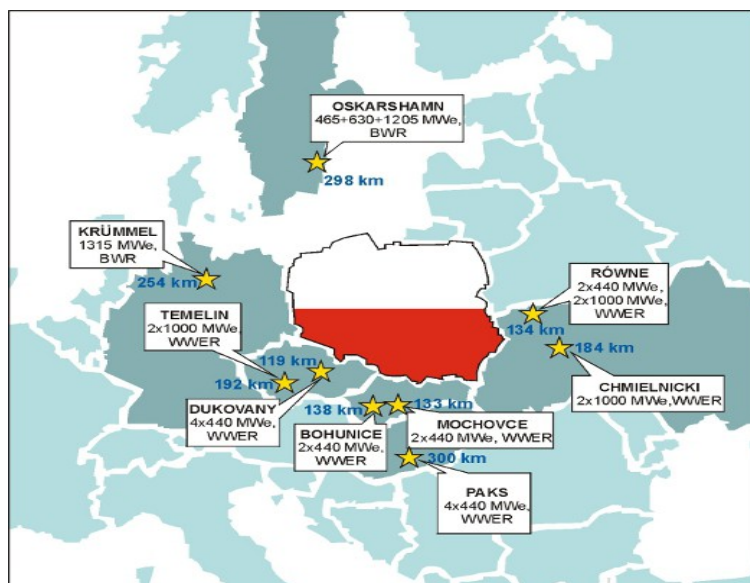 OSKARSHAMN
465+630+1205 MWe,
BWR
298 km
KRÜMMEL
1315 MWe,
BWR
254 km
RÓWNE
2x440 MWe,
2x1000 MWe,
WWER
134 km
TEMELIN
2x1000 MWe,
WWER
119 km
192 km
184 km
CHMIELNICKI
2x1000 MWe,WWER
DUKOVANY
4x440 MWe,
WWER
138 km
133 km
BOHUNICE
2x440 MWe,
WWER
MOCHOVCE
2x440 MWe, WWER
300 km
PAKS
4x440 MWe,
WWER